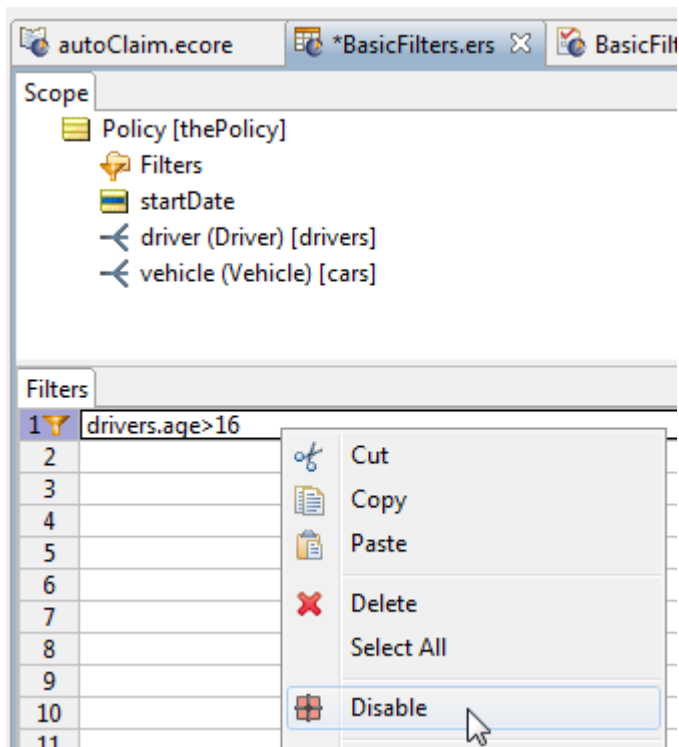 autoClaim.ecore *BasicFilters.ers BasicFilt
Scope
Policy [thePolicy]
Filters
startDate
driver (Driver) [drivers]
vehicle (Vehicle) [cars]
Filters
1 drivers.age>16
2 Cut
3
4 Copy
5 Paste
6
7 Delete
8 Select All
9
10 Disable
11